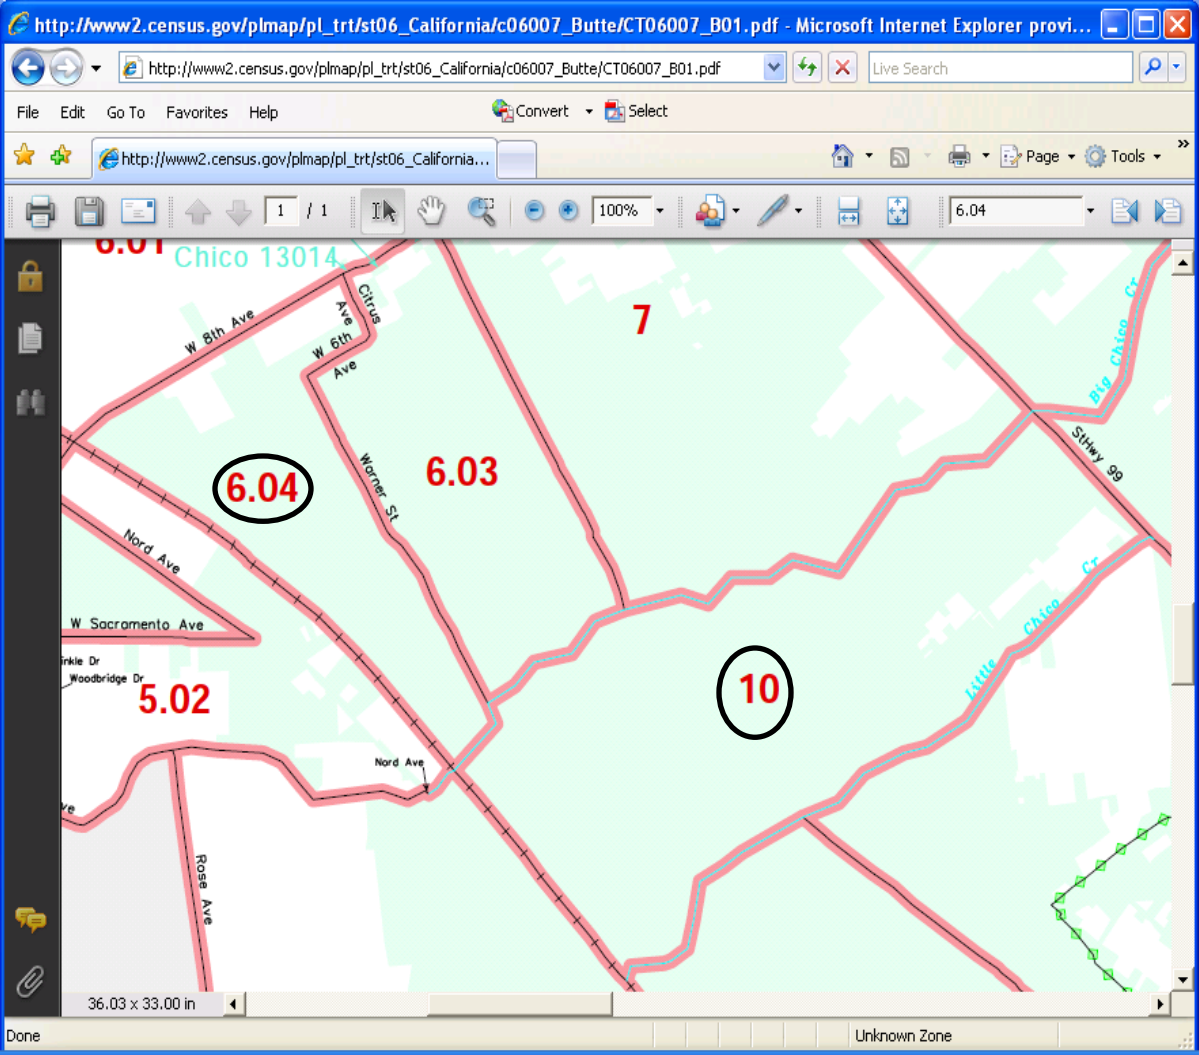 http://www2.census.gov/plmap/pl_trt/st06_California/c06007_Butte/CT06007_B01.pdf - Microsoft Internet Explorer provi...
http://www2.census.gov/plmap/pl_trt/st06_California/c06007_Butte/CT06007_B01.pdf
Live Search
File Edit Go To Favorites Help
Convert Select
http://www2.census.gov/plmap/pl_trt/st06_California...
Page Tools »
1 / 1 100% 6.04
6.01
Chico 13014
Citrus
Ave
W 8th Ave
7
Big Chico Cr
W 6th
Ave
StHwy 99
Warner St
6.03
6.04
Nord Ave
Little Chico Cr
W Sacramento Ave
inkle Dr
Woodbridge Dr
5.02
10
Nord Ave
ve
Rose Ave
36.03 x 33.00 in
Done
Unknown Zone